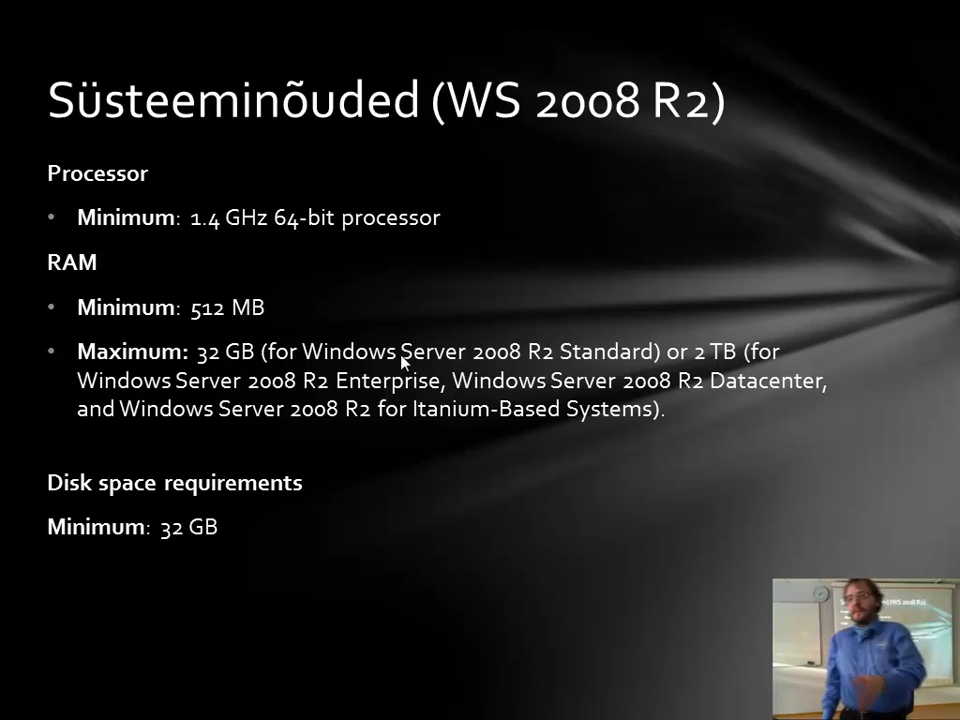 Süsteeminõuded (WS 2008 R2)
Processor
• Minimum: 1.4 GHz 64-bit processor
RAM
• Minimum: 512 MB
• Maximum: 32 GB (for Windows Server 2008 R2 Standard) or 2 TB (for
Windows Server 2008 R2 Enterprise, Windows Server 2008 R2 Datacenter,
and Windows Server 2008 R2 for Itanium-Based Systems).
Disk space requirements
Minimum: 32 GB